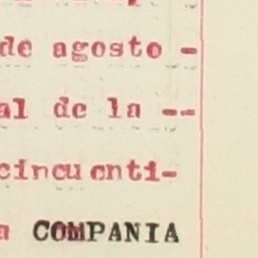 de agosto -
al de la --
cincuenti-
a COMPANIA